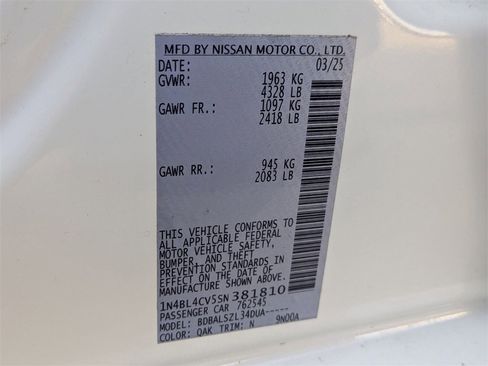 MFD BY NISSAN MOTOR CO., LTD.
DATE: 03/25
GVWR: 1963 KG
4328 LB
GAWR FR.: 1097 KG
2418 LB
GAWR RR.: 945 KG
2083 LB
THIS VEHICLE CONFORMS TO
ALL APPLICABLE FEDERAL
MOTOR VEHICLE SAFETY,
BUMPER, AND THEFT
PREVENTION STANDARDS IN
EFFECT ON THE DATE OF
MANUFACTURE SHOWN ABOVE.
1N4BL4CV5SN381810
PASSENGER CAR 762545
MODEL: BDBALSZL34DUA-----
COLOR: QAK TRIM: N 9N00A